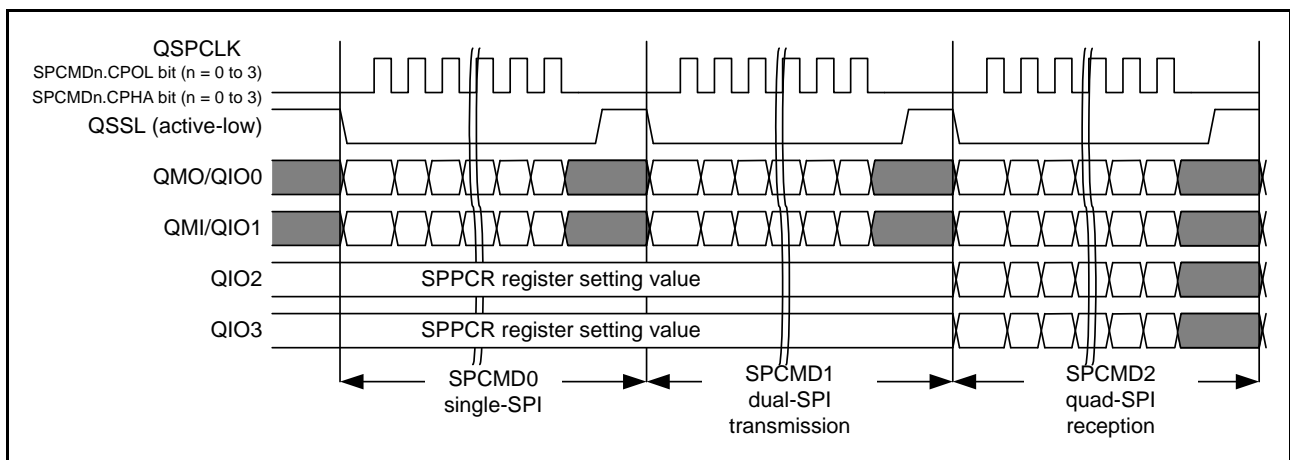 QSPCLK
SPCMDn.CPOL bit (n = 0 to 3)
SPCMDn.CPHA bit (n = 0 to 3)
QSSL (active-low)
QMO/QIO0
QMI/QIO1
QIO2
SPPCR register setting value
QIO3
SPPCR register setting value
SPCMD0
single-SPI
SPCMD1
dual-SPI
transmission
SPCMD2
quad-SPI
reception